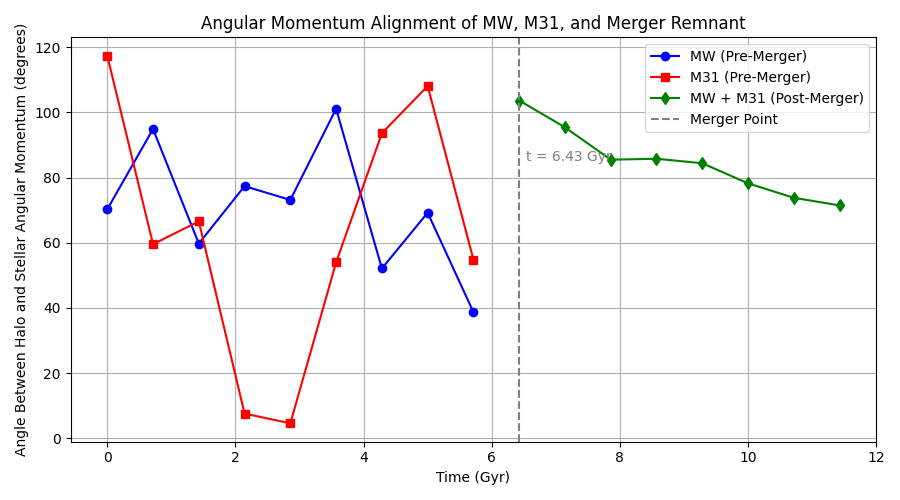 Angular Momentum Alignment of MW, M31, and Merger Remnant
Angle Between Halo and Stellar Angular Momentum (degrees)
120
100
80
60
40
20
0
MW (Pre-Merger)
M31 (Pre-Merger)
MW + M31 (Post-Merger)
Merger Point
t = 6.43 Gyr
0 2 4 6 8 10 12
Time (Gyr)